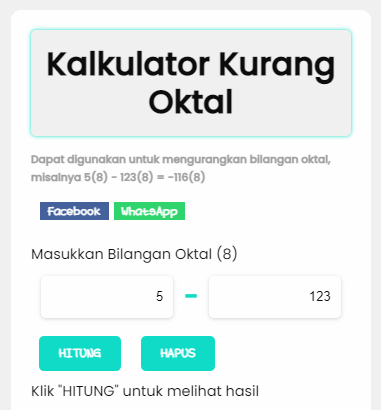 Kalkulator Kurang
Oktal
Dapat digunakan untuk mengurangkan bilangan oktal,
misalnya 5(8) - 123(8) = -116(8)
Facebook WhatsApp
Masukkan Bilangan Oktal (8)
5 - 123
HITUNG HAPUS
Klik "HITUNG" untuk melihat hasil